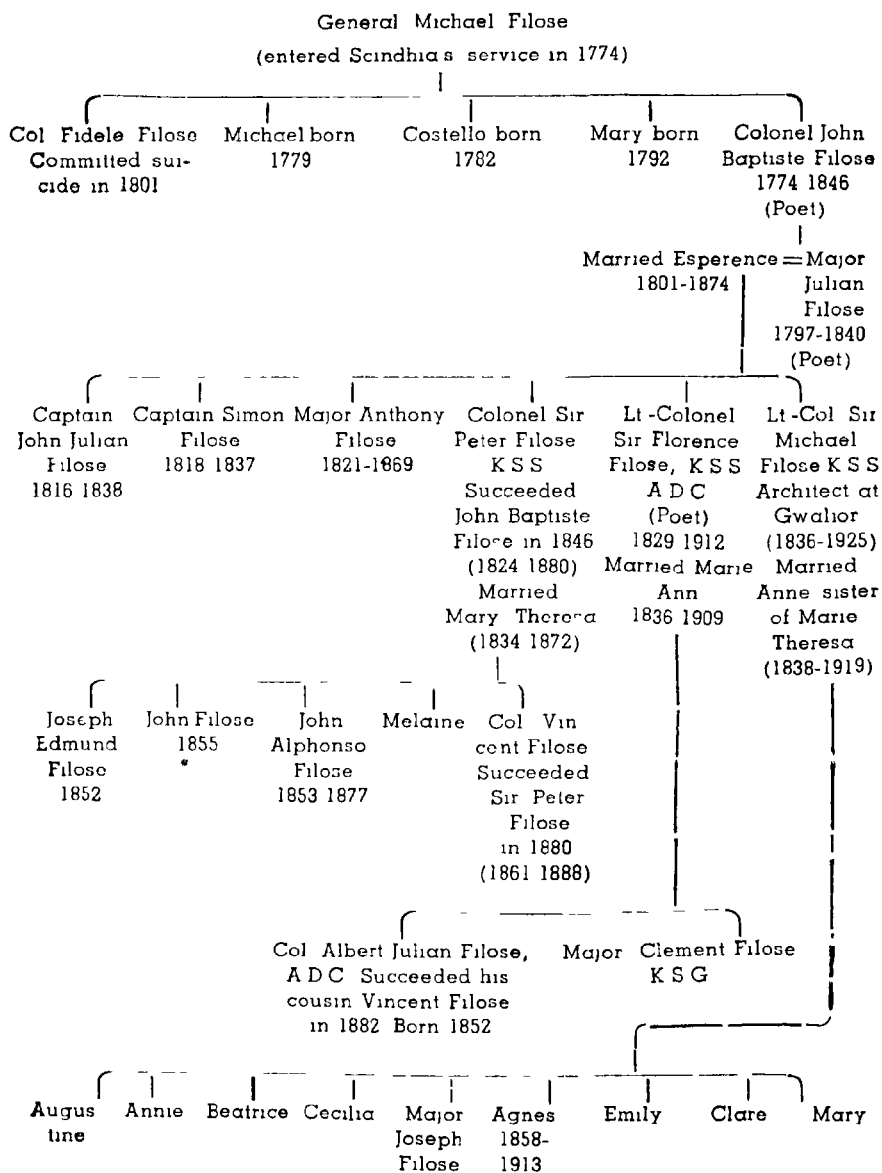 General Michael Filose
(entered Scindhia s service in 1774)
Col Fidele Filose
Committed sui-
cide in 1801
Michael born
1779
Costello born
1782
Mary born
1792
Colonel John
Baptiste Filose
1774 1846
(Poet)
Married Esperence = Major
1801-1874
Julian
Filose
1797-1840
(Poet)
Captain
John Julian
Filose
1816 1838
Captain Simon
Filose
1818 1837
Major Anthony
Filose
1821-1869
Colonel Sir
Peter Filose
K S S
Succeeded
John Baptiste
Filose in 1846
(1824 1880)
Married
Mary Theresa
(1834 1872)
Lt -Colonel
Sir Florence
Filose, K S S
A D C
(Poet)
1829 1912
Married Marie
Ann
1836 1909
Lt -Col Sir
Michael
Filose K S S
Architect at
Gwalior
(1836-1925)
Married
Anne sister
of Marie
Theresa
(1838-1919)
Joseph
Edmund
Filose
1852
John Filose
1855
John
Alphonso
Filose
1853 1877
Melaine
Col Vin
cent Filose
Succeeded
Sir Peter
Filose
in 1880
(1861 1888)
Col Albert Julian Filose,
A D C Succeeded his
cousin Vincent Filose
in 1882 Born 1852
Major Clement Filose
K S G
Augus
tine
Annie
Beatrice
Cecilia
Major
Joseph
Filose
Agnes
1858-
1913
Emily
Clare
Mary